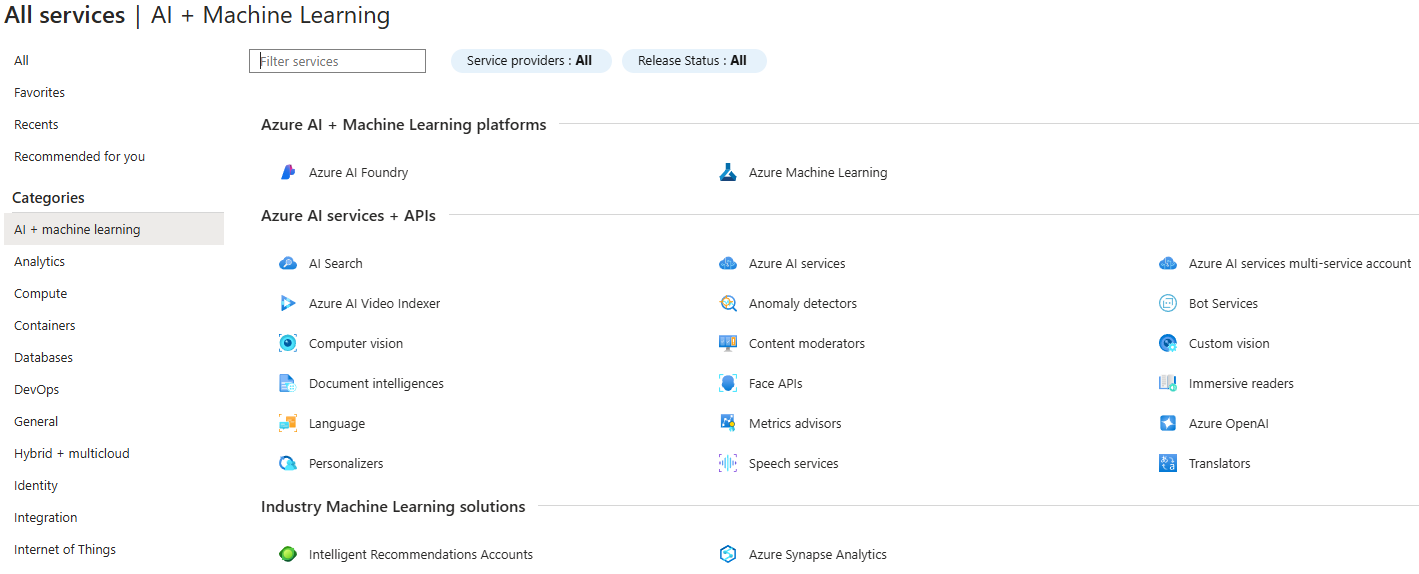 All services | AI + Machine Learning
All
Favorites
Recents
Recommended for you
Categories
AI + machine learning
Analytics
Compute
Containers
Databases
DevOps
General
Hybrid + multicloud
Identity
Integration
Internet of Things
Filter services
Service providers : All
Release Status : All
Azure AI + Machine Learning platforms
Azure AI Foundry
Azure Machine Learning
Azure AI services + APIs
AI Search
Azure AI services
Azure AI services multi-service account
Azure AI Video Indexer
Anomaly detectors
Bot Services
Computer vision
Content moderators
Custom vision
Document intelligences
Face APIs
Immersive readers
Language
Metrics advisors
Azure OpenAI
Personalizers
Speech services
Translators
Industry Machine Learning solutions
Intelligent Recommendations Accounts
Azure Synapse Analytics